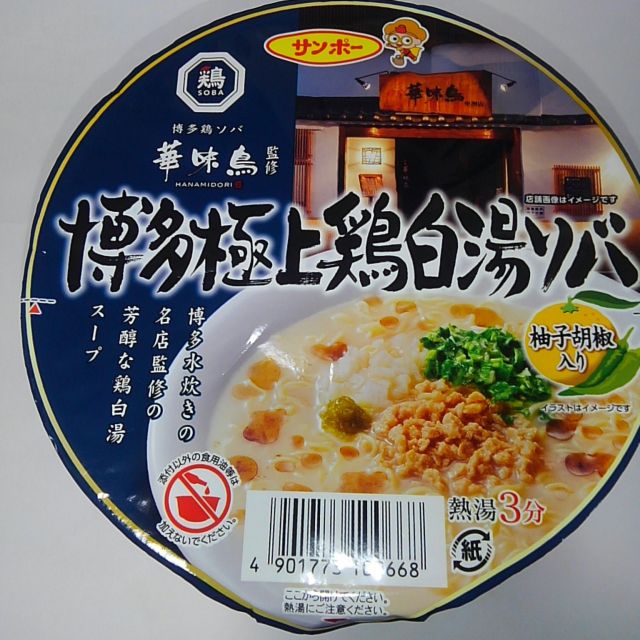 サンポー
鶏
SOBA
博多鶏ソバ
華味鳥 監修
HANAMIDORI
華味鳥
店舗画像はイメージです
博多極上鶏白湯ソバ
博多水炊きの
名店監修の
芳醇な鶏白湯
スープ
柚子胡椒
入り
イラストはイメージです
添付以外の食用油等は
加えないでください。
熱湯3分
紙
4 901773
668
ここから開けてください。
熱湯にご注意ください。